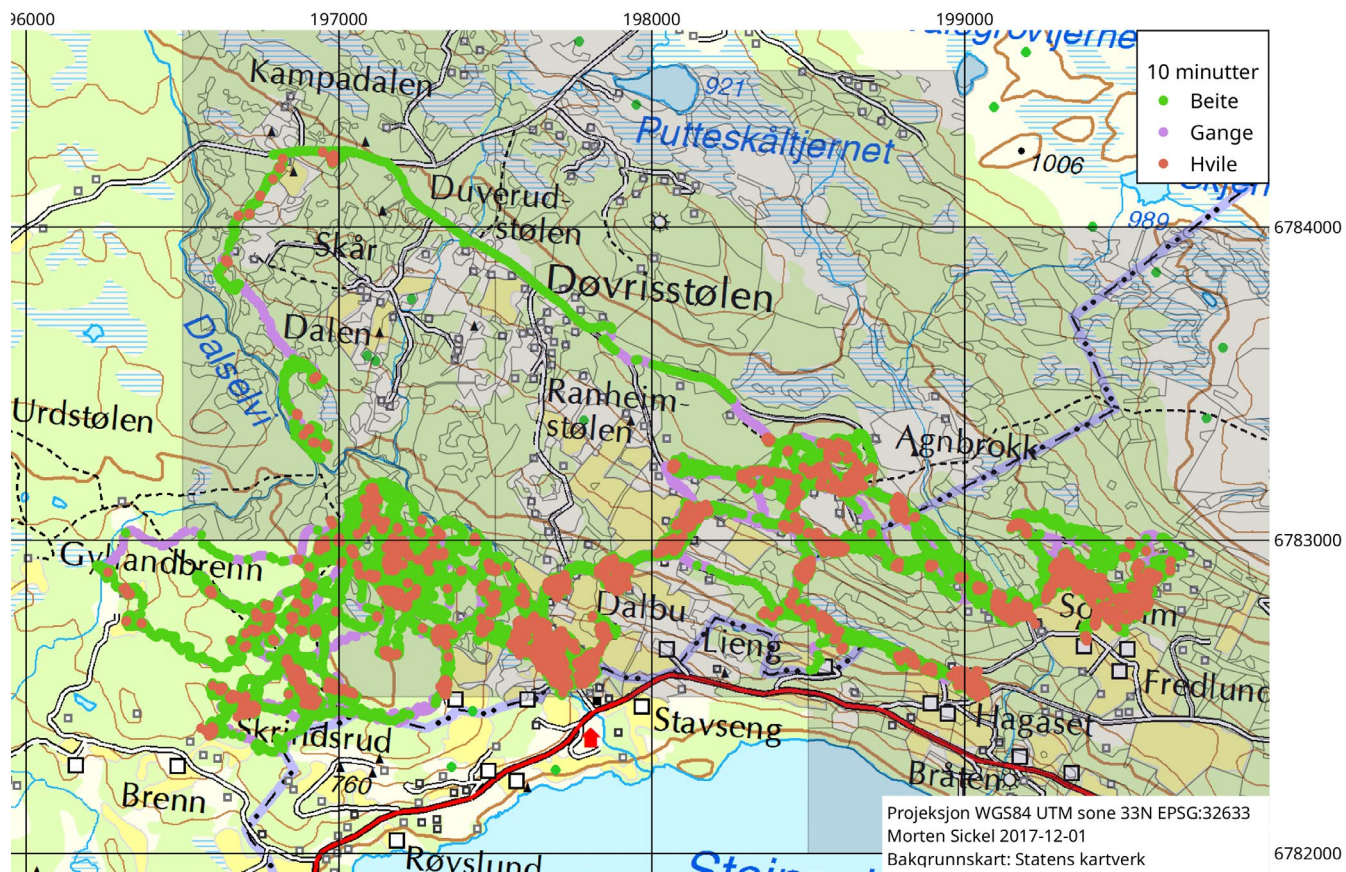 96000 197000 198000 199000
Kampadalen
921
Putteskåltjernet
10 minutter
Beite
Gange
Hvile
1006
989
Duverud-
stølen
Skår
Døvrisstølen
6784000
Dalen
Dalselvi
Urdstølen
Ranheim-
stølen
Agnbrokk
6783000
Gyllandbrenn
Dalbu
Lieng
Fredlund
Stavseng
Hagaset
Skrindsrud
760
Brenn
Bråten
Røvslund
Projeksjon WGS84 UTM sone 33N EPSG:32633
Morten Sickel 2017-12-01
Bakgrunnskart: Statens kartverk
6782000